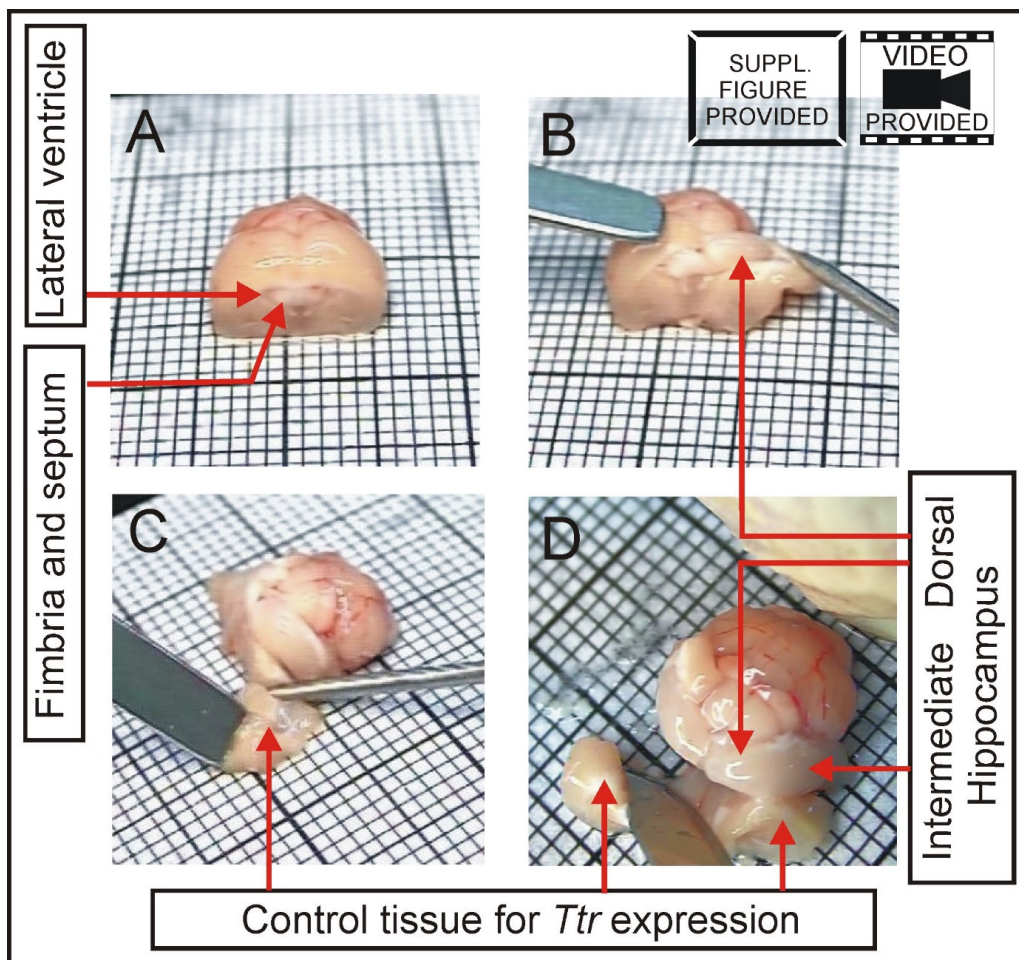 SUPPL.
FIGURE
PROVIDED
VIDEO
PROVIDED
Lateral ventricle
Fimbria and septum
A
B
C
D
Intermediate Dorsal
Hippocampus
Control tissue for Ttr expression